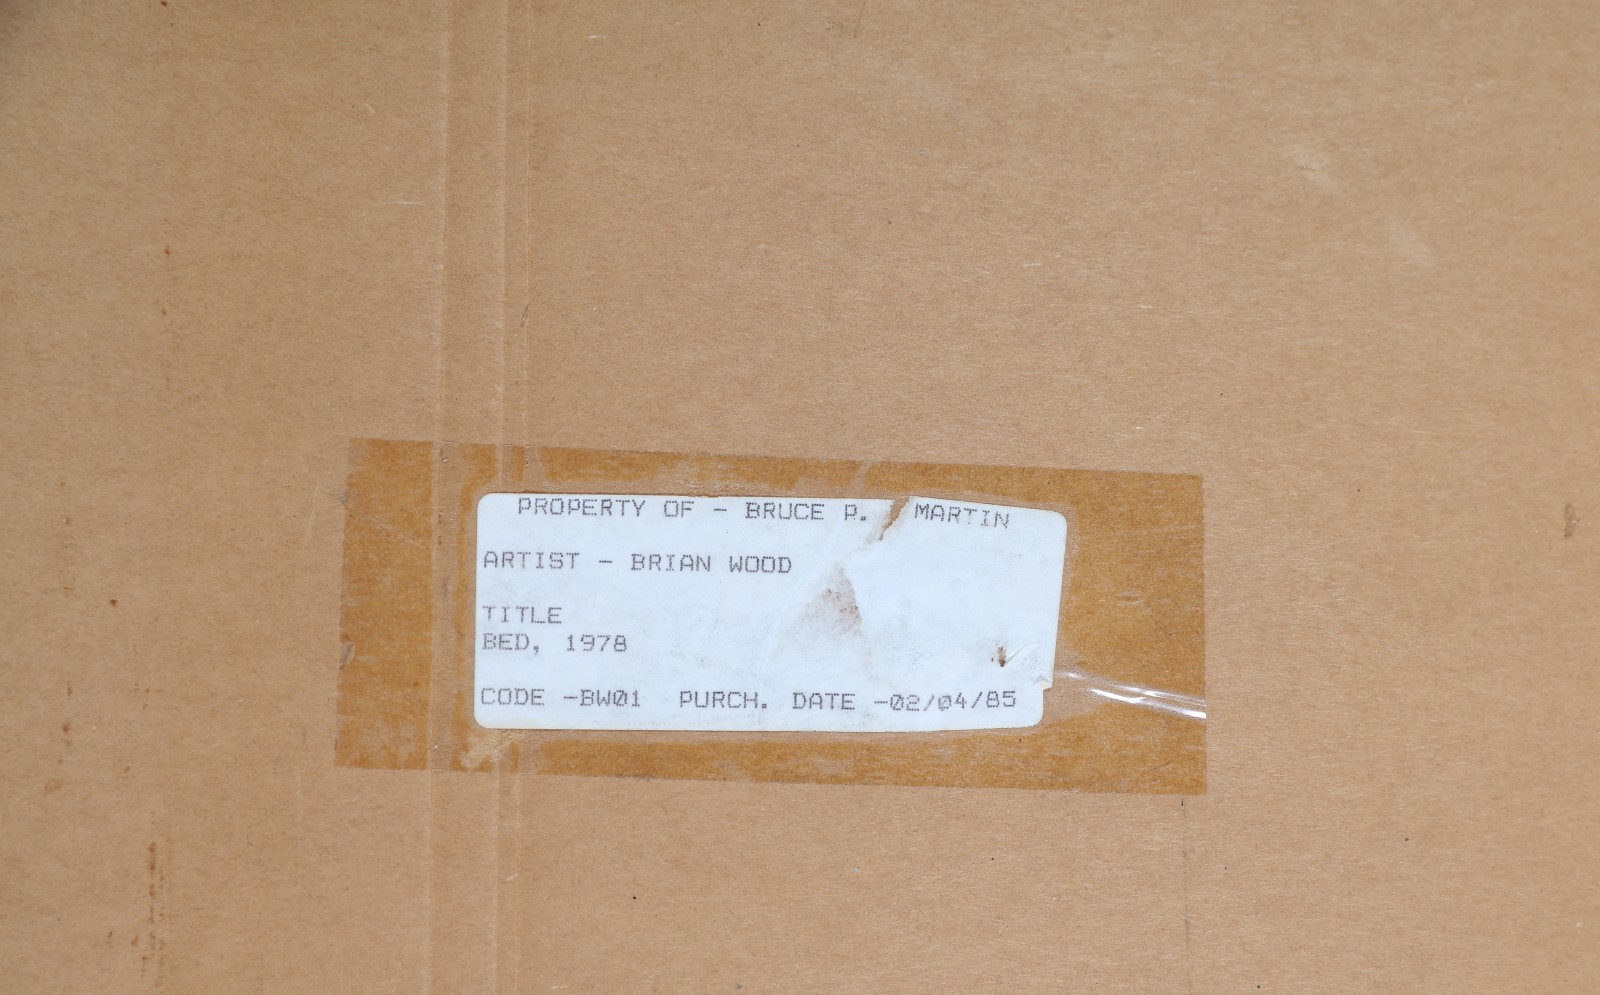 PROPERTY OF - BRUCE P. MARTIN
ARTIST - BRIAN WOOD
TITLE
BED, 1978
CODE -BW01 PURCH. DATE -02/04/85